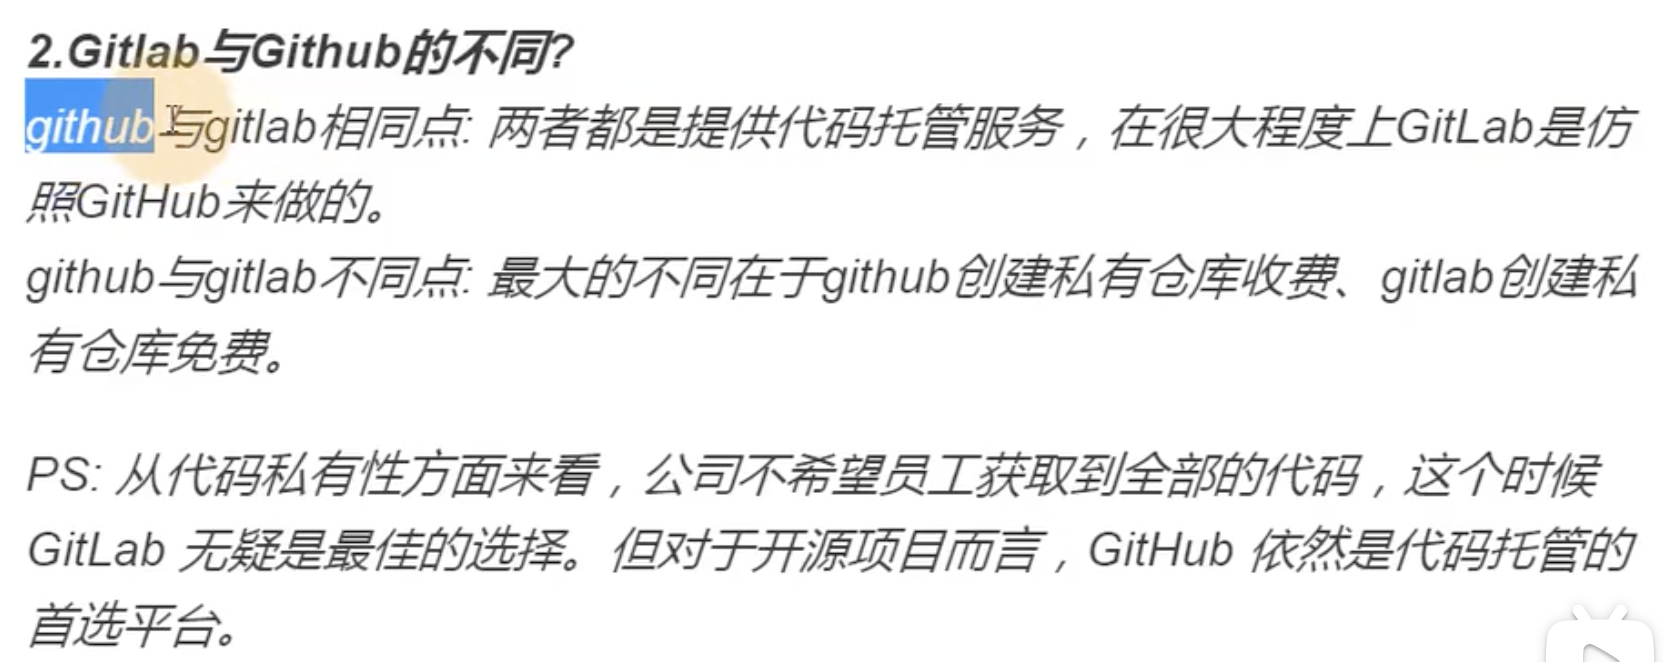 2.Gitlab与Github的不同?
github与gitlab相同点: 两者都是提供代码托管服务，在很大程度上GitLab是仿
照GitHub来做的。
github与gitlab不同点: 最大的不同在于github创建私有仓库收费、gitlab创建私
有仓库免费。
PS: 从代码私有性方面来看，公司不希望员工获取到全部的代码，这个时候
GitLab 无疑是最佳的选择。但对于开源项目而言，GitHub 依然是代码托管的
首选平台。